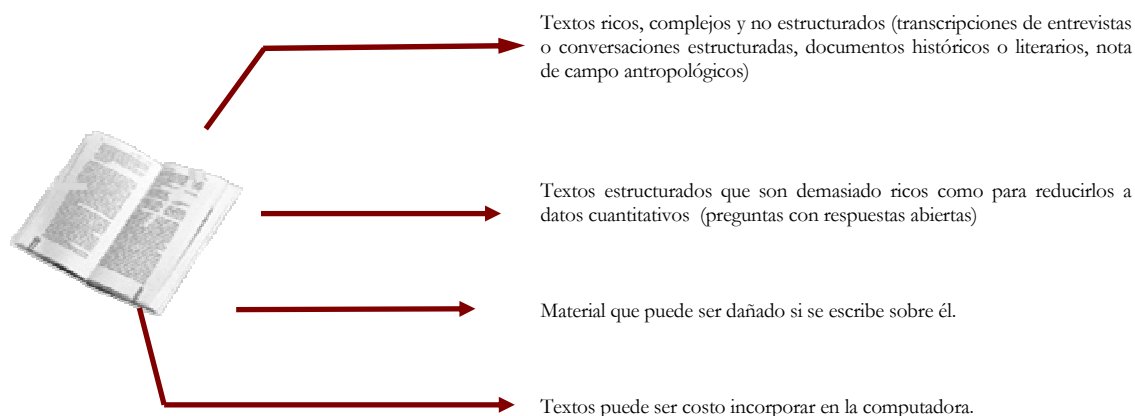 Textos ricos, complejos y no estructurados (transcripciones de entrevistas
o conversaciones estructuradas, documentos históricos o literarios, nota
de campo antropológicos)
Textos estructurados que son demasiado ricos como para reducirlos a
datos cuantitativos (preguntas con respuestas abiertas)
Material que puede ser dañado si se escribe sobre él.
Textos puede ser costo incorporar en la computadora.